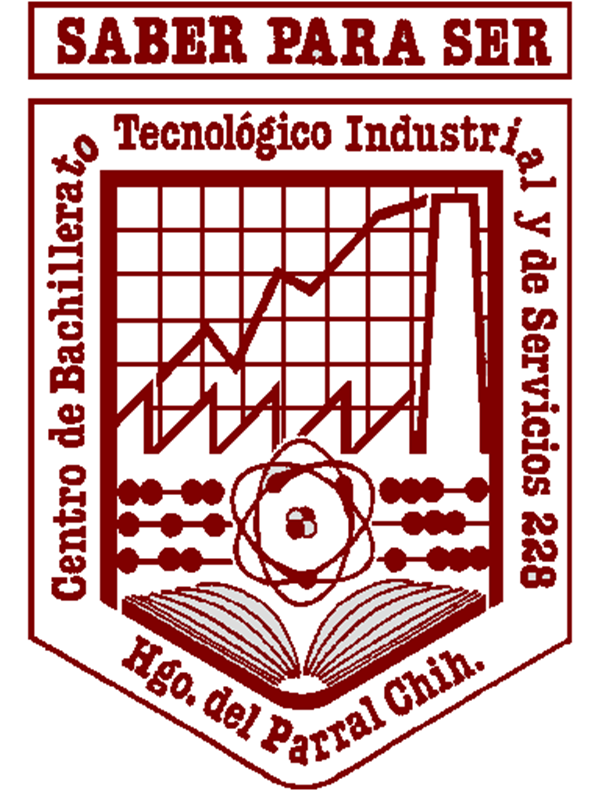 SABER PARA SER
Centro de Bachillerato Tecnológico Industrial y de Servicios 228
Hgo. del Parral Chih.